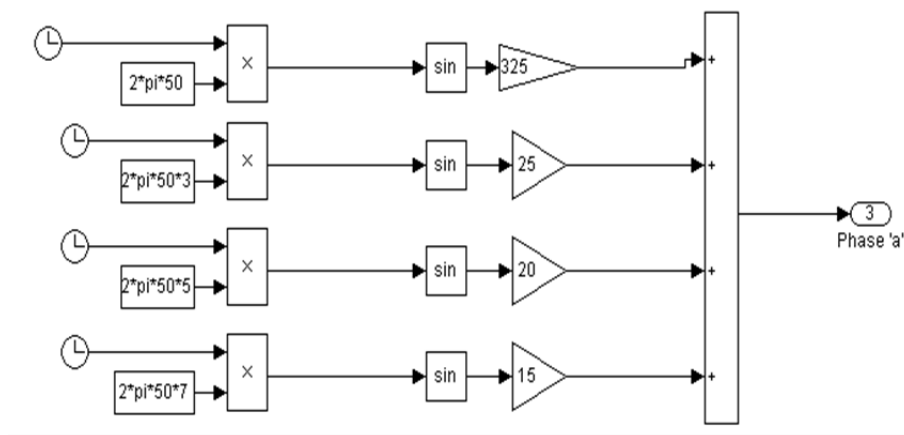 ×
2*pi*50
sin
325
+
×
2*pi*50*3
sin
25
+
×
2*pi*50*5
sin
20
+
×
2*pi*50*7
sin
15
+
3
Phase 'a'